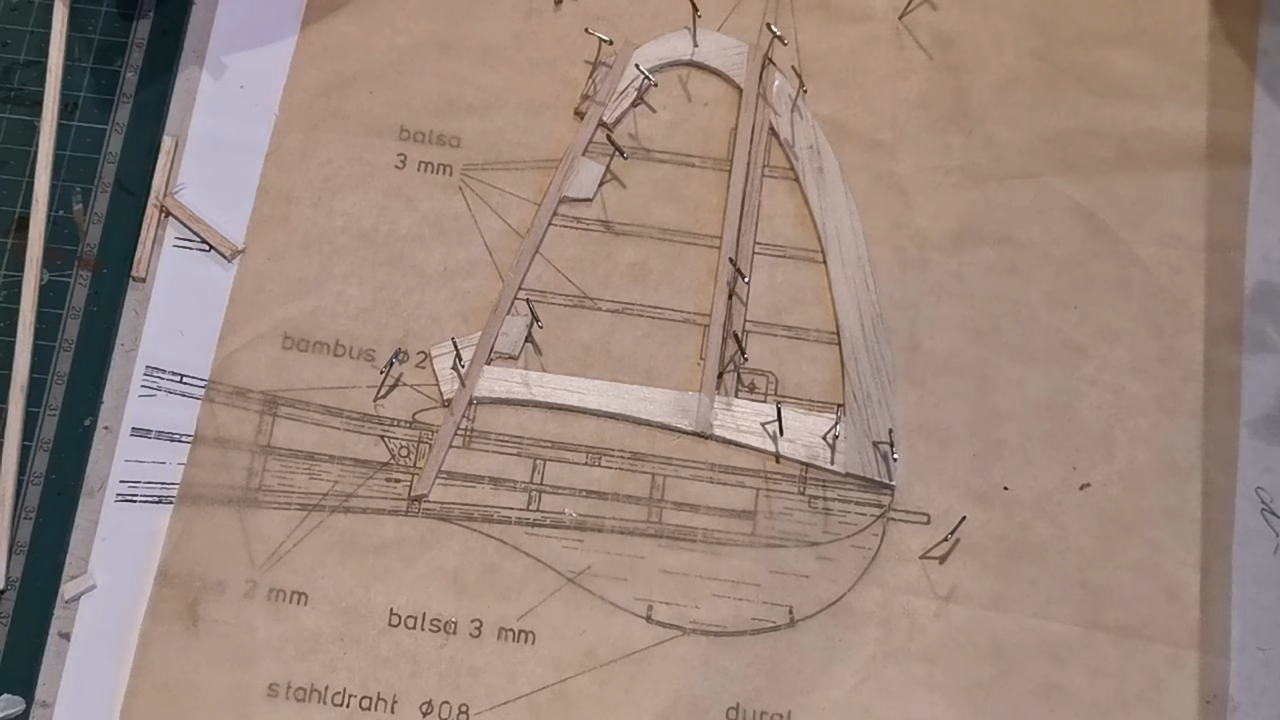 balsa
3 mm
bambus φ2
2 mm
balsa 3 mm
stahldraht φ0.8
dural